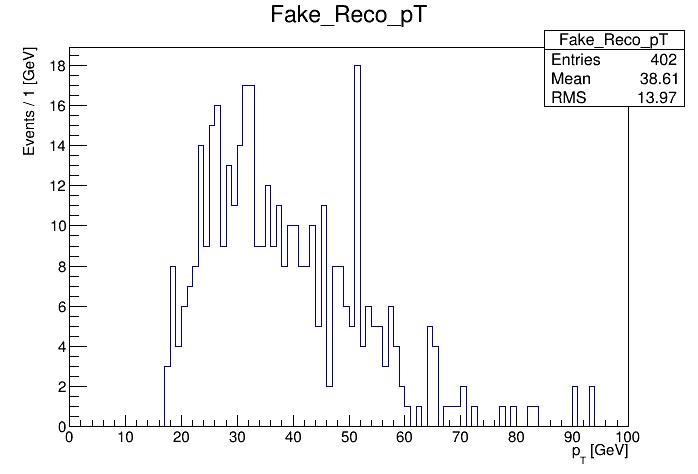 Fake_Reco_pT
Fake_Reco_pT
Entries 402
Mean 38.61
RMS 13.97
Events / 1 [GeV]
18
16
14
12
10
8
6
4
2
0
0 10 20 30 40 50 60 70 80 90 100
p_T [GeV]